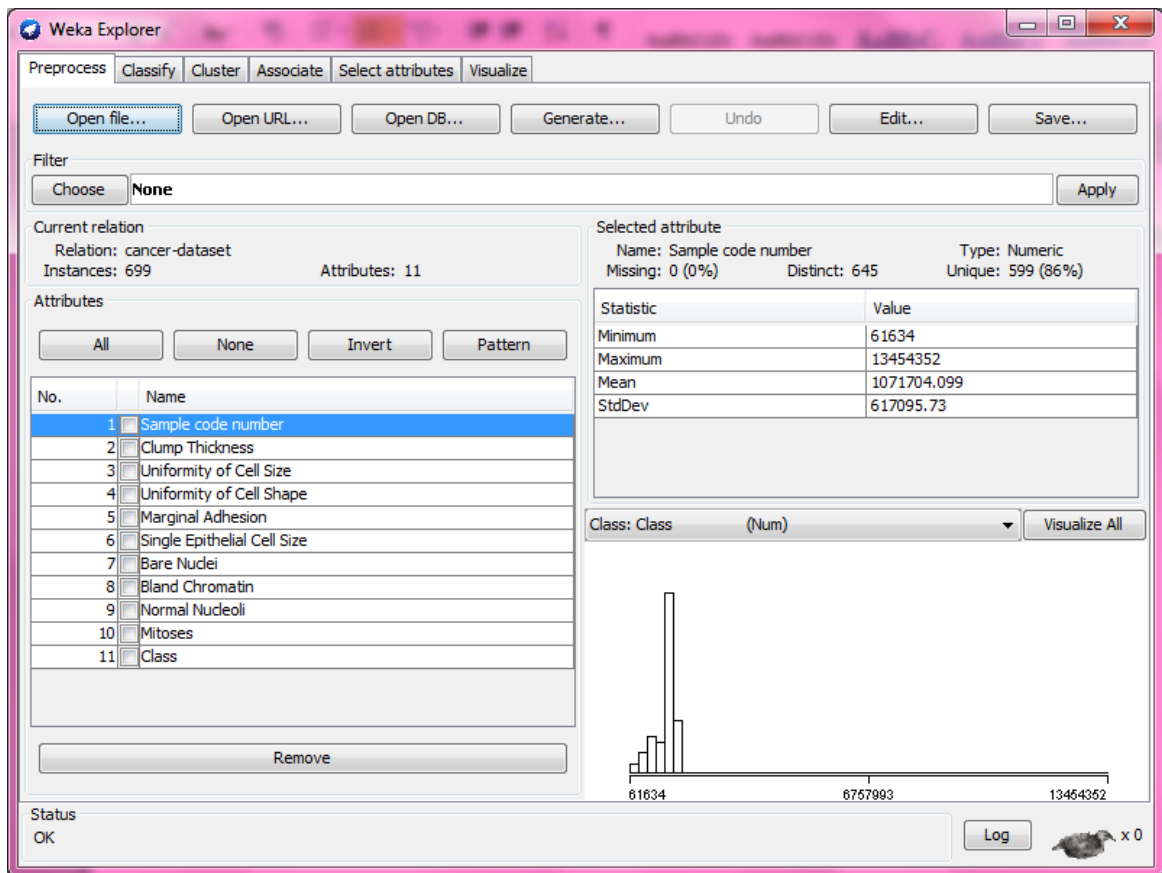 Weka Explorer
Preprocess Classify Cluster Associate Select attributes Visualize
Open file... Open URL... Open DB... Generate... Undo Edit... Save...
Filter
Choose None Apply
Current relation
Relation: cancer-dataset
Instances: 699 Attributes: 11
Attributes
All None Invert Pattern
No. Name
1 Sample code number
2 Clump Thickness
3 Uniformity of Cell Size
4 Uniformity of Cell Shape
5 Marginal Adhesion
6 Single Epithelial Cell Size
7 Bare Nuclei
8 Bland Chromatin
9 Normal Nucleoli
10 Mitoses
11 Class
Remove
Selected attribute
Name: Sample code number Type: Numeric
Missing: 0 (0%) Distinct: 645 Unique: 599 (86%)
Statistic Value
Minimum 61634
Maximum 13454352
Mean 1071704.099
StdDev 617095.73
Class: Class (Num) Visualize All
61634 6757993 13454352
Status
OK Log x 0